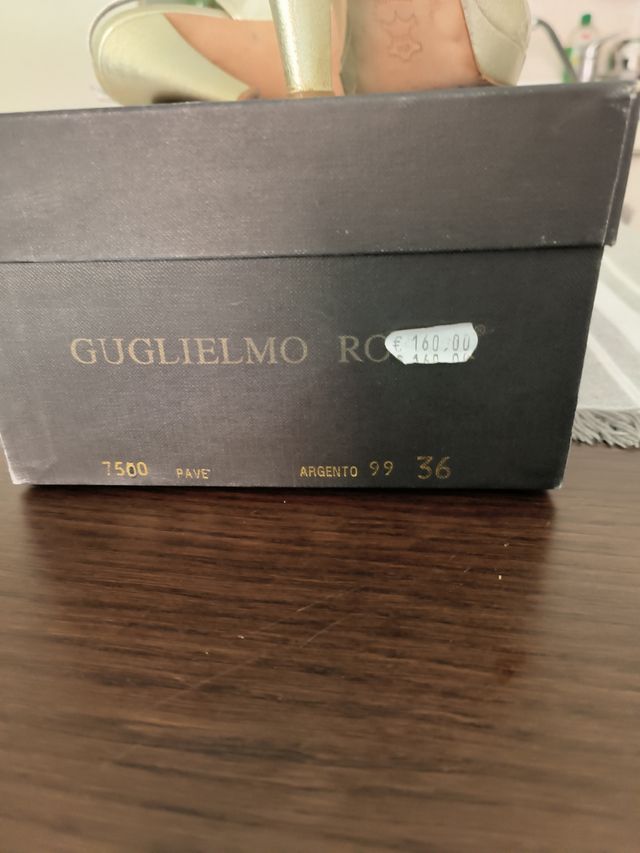 GUGLIELMO RO
€ 160.00
7500 PAVE' ARGENTO 99 36